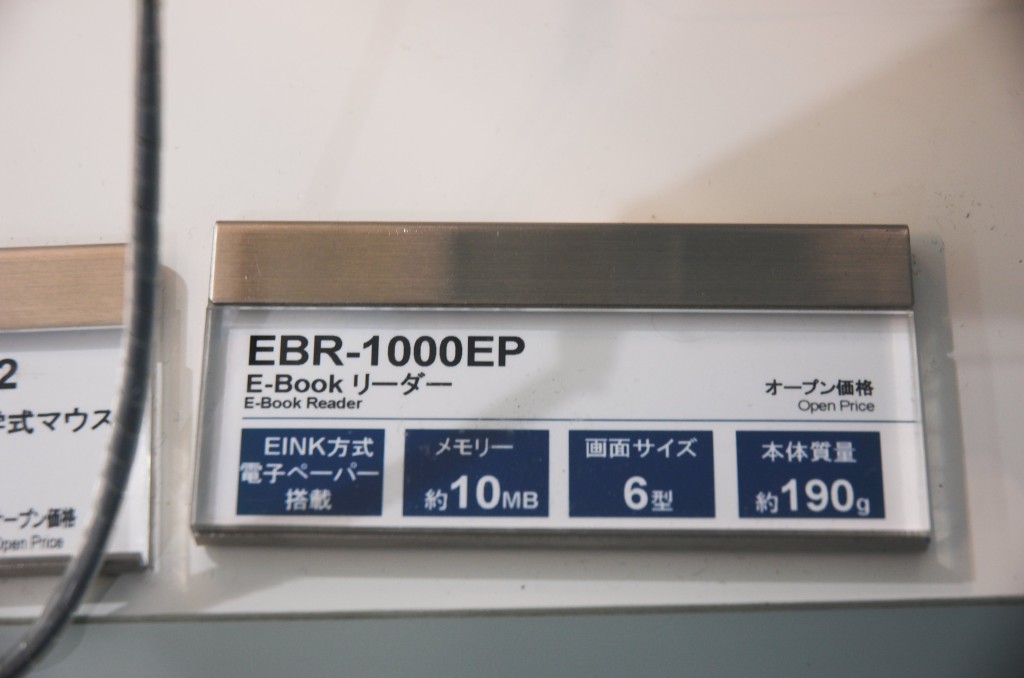 EBR-1000EP
E-Book リーダー
E-Book Reader
オープン価格
Open Price
EINK方式
電子ペーパー
搭載
メモリー
約10MB
画面サイズ
6型
本体質量
約190g
2
式マウス
オープン価格
Open Price